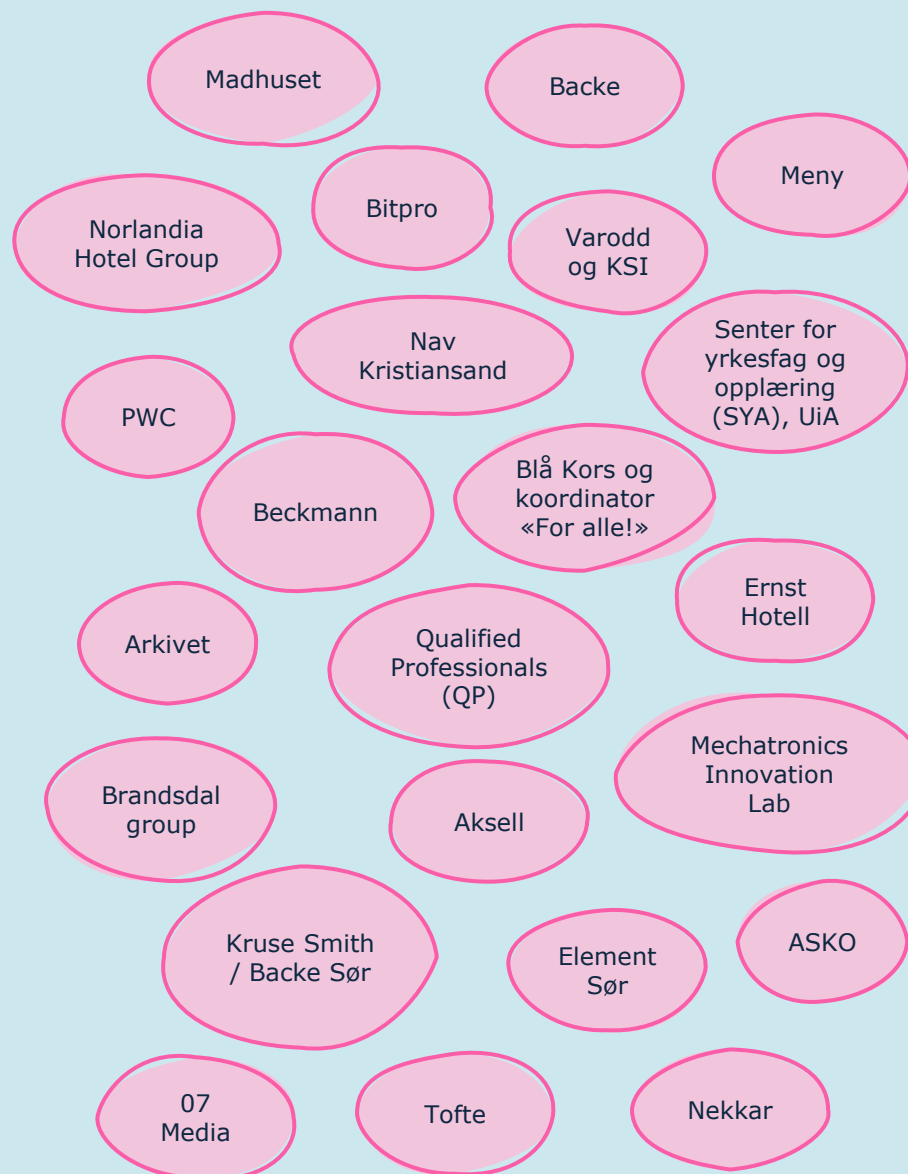 Madhuset
Backe
Meny
Bitpro
Norlandia
Hotel Group
Varodd
og KSI
Nav
Kristiansand
Senter for
yrkesfag og
opplæring
(SYA), UiA
PWC
Beckmann
Blå Kors og
koordinator
«For alle!»
Ernst
Hotell
Arkivet
Qualified
Professionals
(QP)
Mechatronics
Innovation
Lab
Brandsdal
group
Aksell
Kruse Smith
/ Backe Sør
Element
Sør
ASKO
07
Media
Tofte
Nekkar